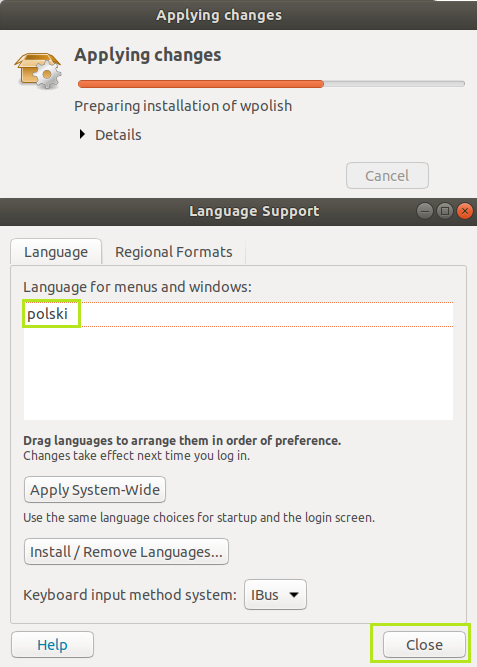 Applying changes
Applying changes
Preparing installation of wpolish
Details
Cancel
Language Support
Language
Regional Formats
Language for menus and windows:
polski
Drag languages to arrange them in order of preference.
Changes take effect next time you log in.
Apply System-Wide
Use the same language choices for startup and the login screen.
Install / Remove Languages...
Keyboard input method system: IBus
Help
Close